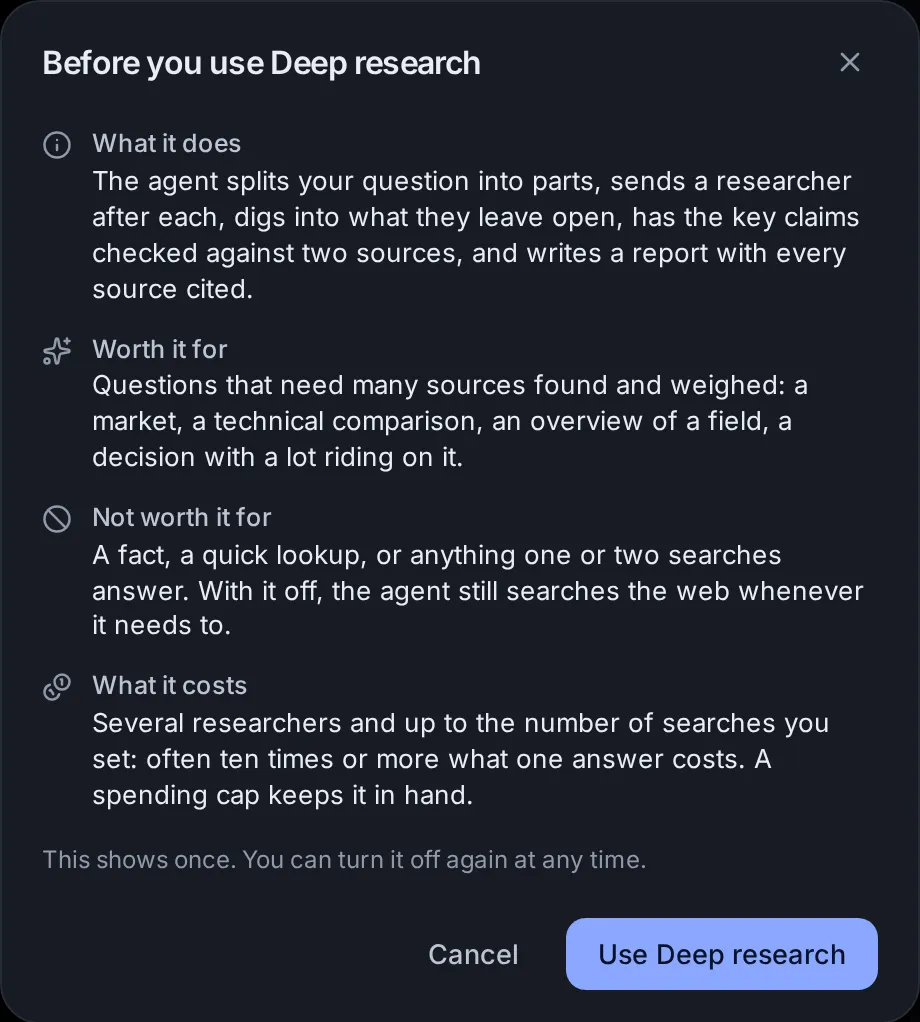 Before you use Deep research
What it does
The agent splits your question into parts, sends a researcher
after each, digs into what they leave open, has the key claims
checked against two sources, and writes a report with every
source cited.
Worth it for
Questions that need many sources found and weighed: a
market, a technical comparison, an overview of a field, a
decision with a lot riding on it.
Not worth it for
A fact, a quick lookup, or anything one or two searches
answer. With it off, the agent still searches the web whenever
it needs to.
What it costs
Several researchers and up to the number of searches you
set: often ten times or more what one answer costs. A
spending cap keeps it in hand.
This shows once. You can turn it off again at any time.
Cancel
Use Deep research